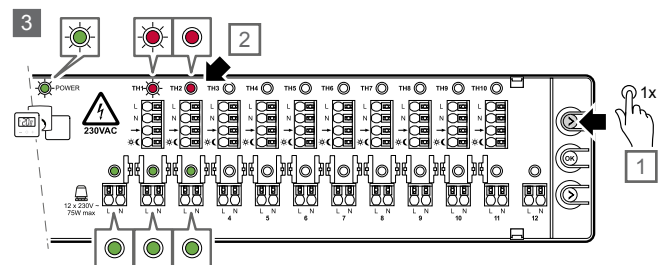 3
2
POWER
TH1 TH2 TH3 TH4 TH5 TH6 TH7 TH8 TH9 TH10
1x
230VAC
L
N
OK
1
12 x 230V ~
75W max
L N L N L N L N L N L N L N L N L N L N L N L N
4 5 6 7 8 9 10 11 12